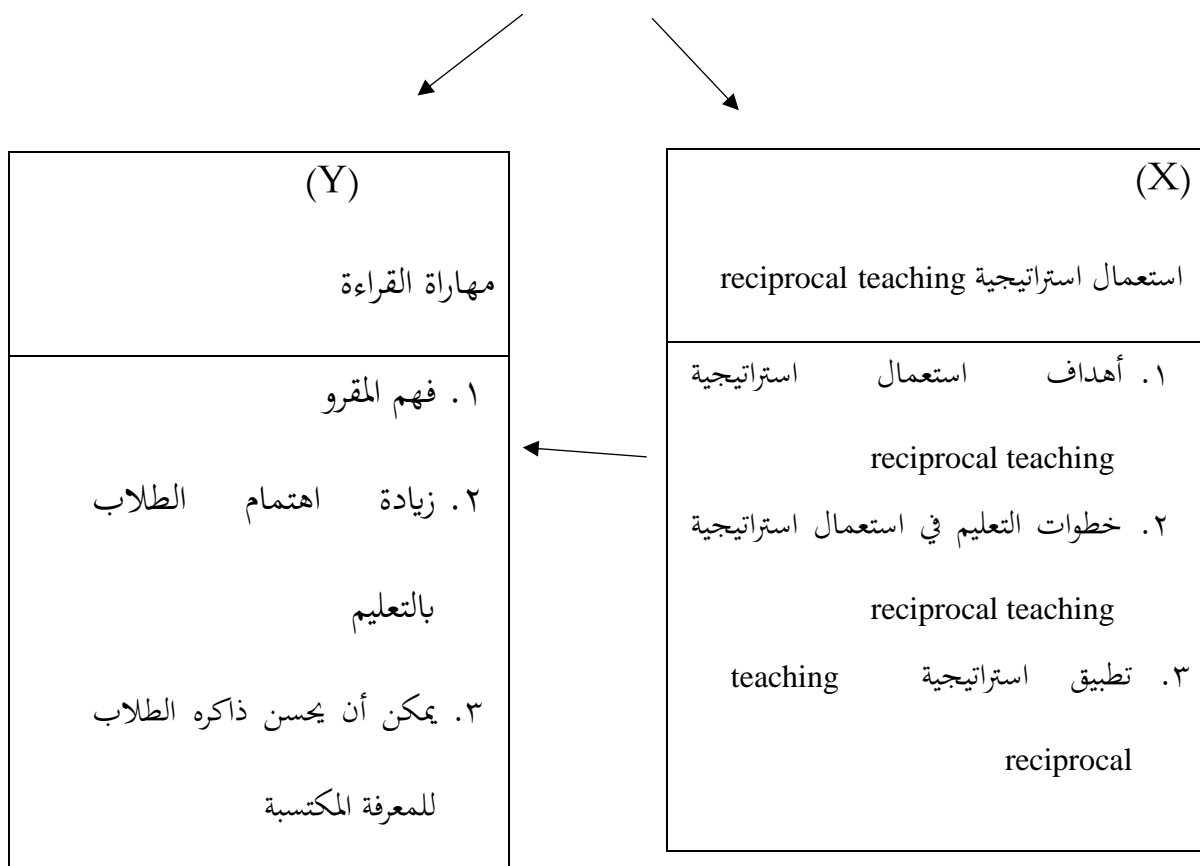 (X)
استعمال استراتيجية reciprocal teaching
١. أهداف استعمال استراتيجية
reciprocal teaching
٢. خطوات التعليم في استعمال استراتيجية
reciprocal teaching
٣. تطبيق استراتيجية teaching
reciprocal
(Y)
مهاراة القراءة
١. فهم المقرو
٢. زيادة اهتمام الطلاب
بالتعليم
٣. يمكن أن يحسن ذاكره الطلاب
للمعرفة المكتسبة